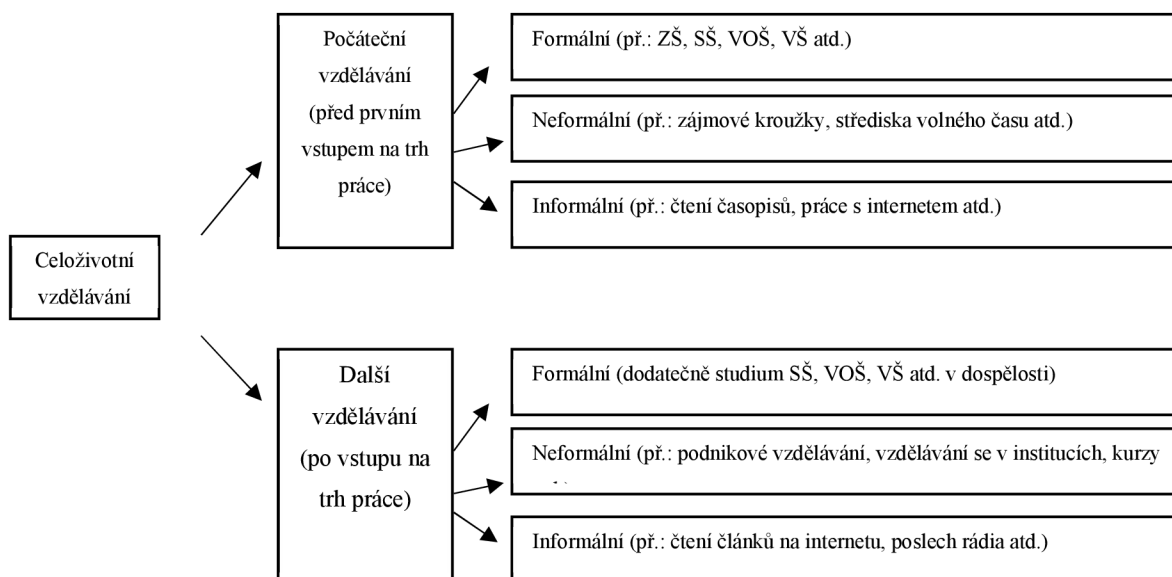 Celoživotní
vzdělávání
Počáteční
vzdělávání
(před prvním
vstupem na trh
práce)
Formální (př.: ZŠ, SŠ, VOŠ, VŠ atd.)
Neformální (př.: zájmové kroužky, střediska volného času atd.)
Informální (př.: čtení časopisů, práce s internetem atd.)
Další
vzdělávání
(po vstupu na
trh práce)
Formální (dodatečně studium SŠ, VOŠ, VŠ atd. v dospělosti)
Neformální (př.: podnikové vzdělávání, vzdělávání se v institucích, kurzy
Informální (př.: čtení článků na internetu, poslech rádia atd.)